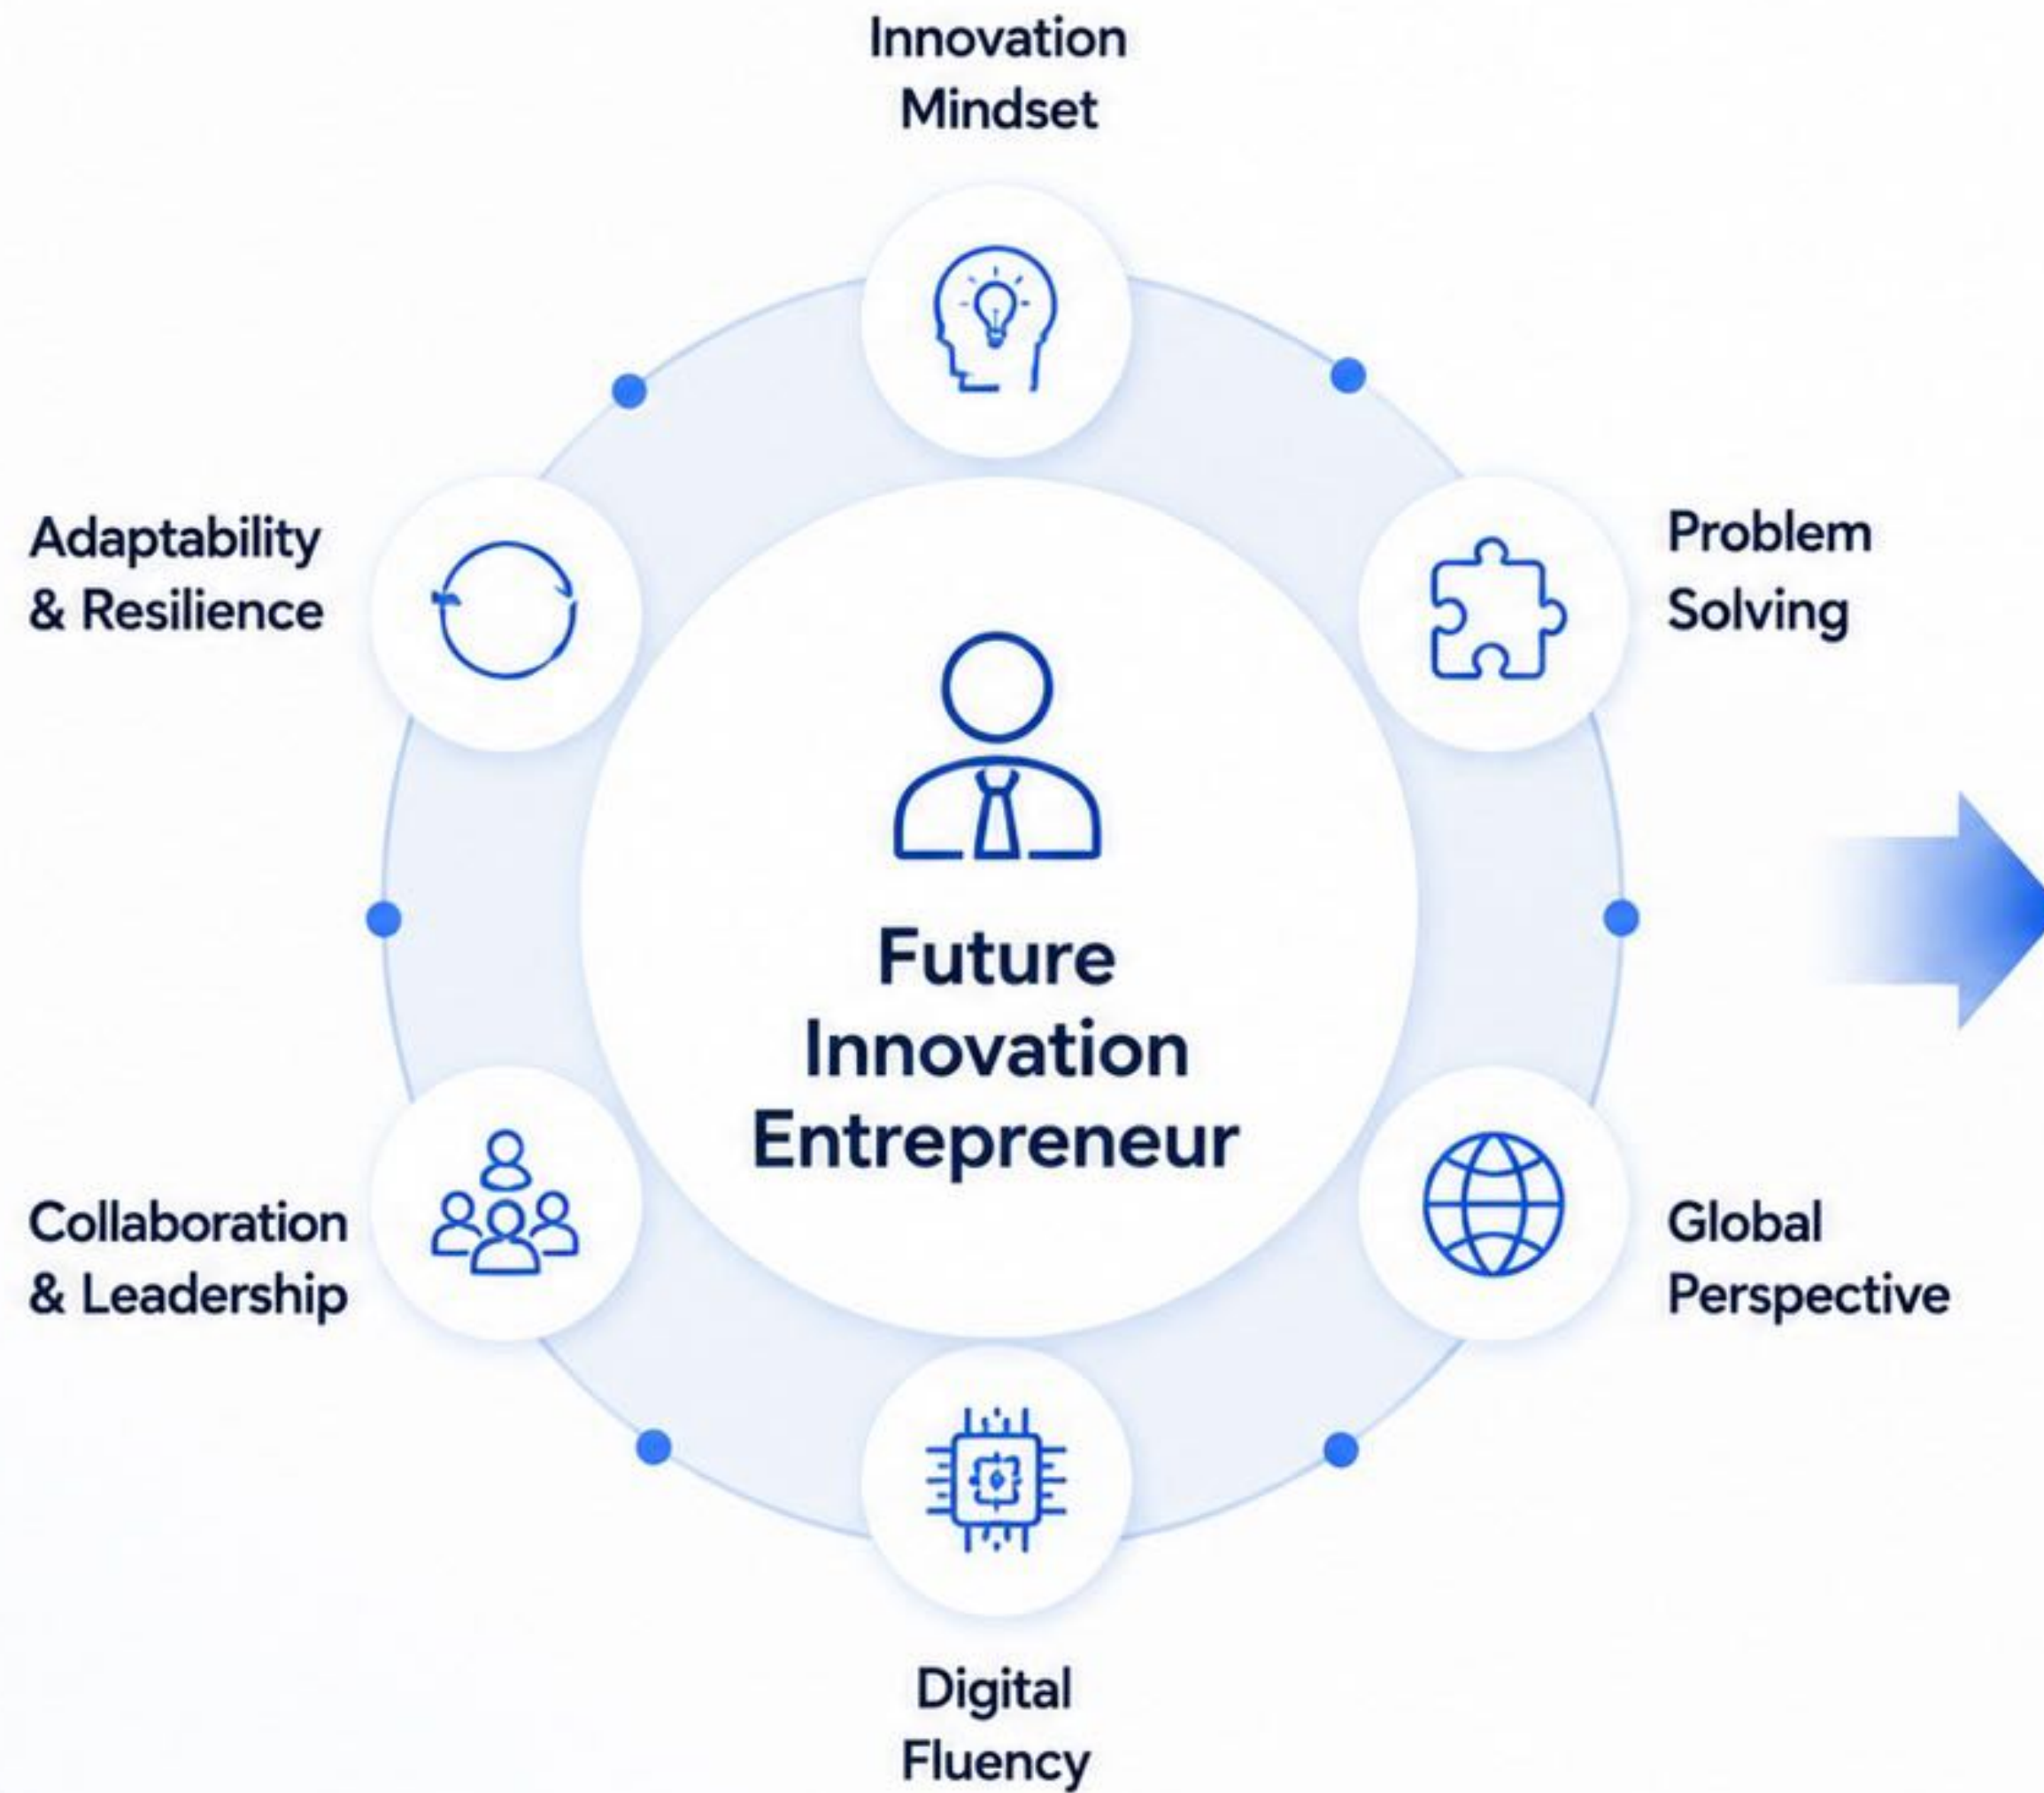 Innovation
Mindset
Adaptability
& Resilience
Problem
Solving
Future
Innovation
Entrepreneur
Collaboration
& Leadership
Global
Perspective
Digital
Fluency